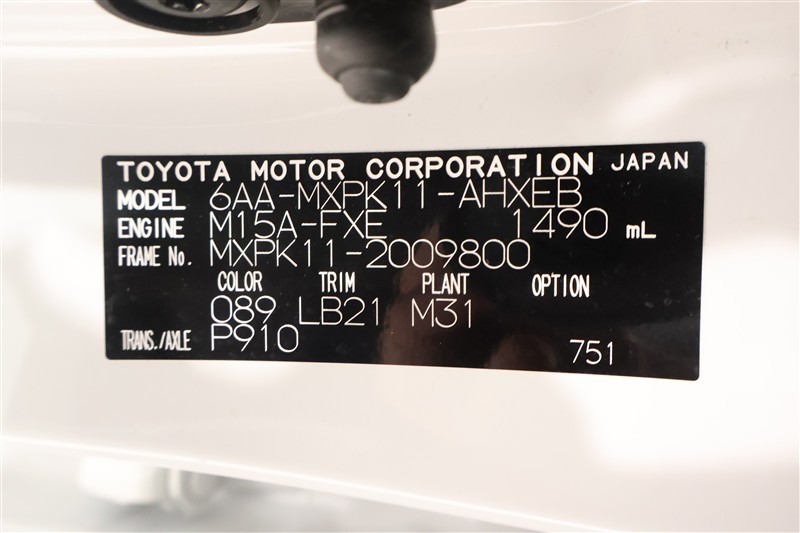 TOYOTA MOTOR CORPORATION JAPAN
MODEL 6AA-MXPK11-AHXEB
ENGINE M15A-FXE 1490 mL
FRAME No. MXPK11-2009800
COLOR TRIM PLANT OPTION
089 LB21 M31
TRANS./AXLE P910
751